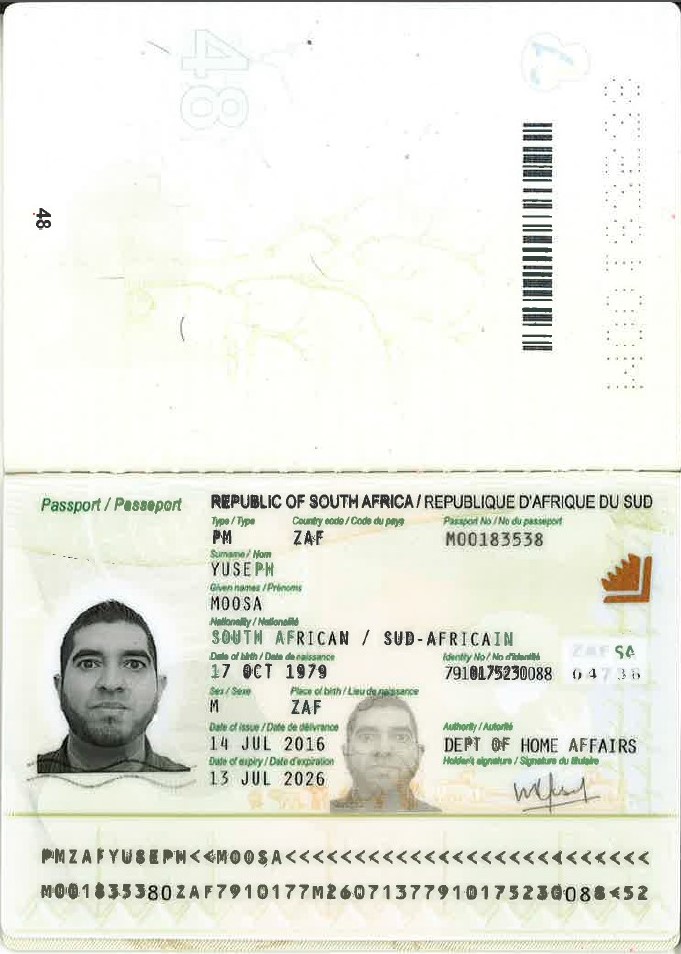 48
48
M00183538
Passport / Passeport
REPUBLIC OF SOUTH AFRICA / REPUBLIQUE D'AFRIQUE DU SUD
Type / Type Country code / Code du pays Passport No / No du passeport
PM ZAF M00183538
Surname / Nom
YUSEPH
Given names / Prénoms
MOOSA
Nationality / Nationalité
SOUTH AFRICAN / SUD-AFRICAIN
Date of birth / Date de naissance Identity No / No d'identité
17 OCT 1979 7910175230088
ZAF SA
Sex / Sexe Place of birth / Lieu de naissance
M ZAF
Date of issue / Date de délivrance Authority / Autorité
14 JUL 2016 DEPT OF HOME AFFAIRS
Date of expiry / Date d'expiration Holder's signature / Signature du titulaire
13 JUL 2026
PMZAFYUSEPH<<MOOSA<<<<<<<<<<<<<<<<<<<<<<<<<<
M001835380ZAF7910177M26071377910175230088<52